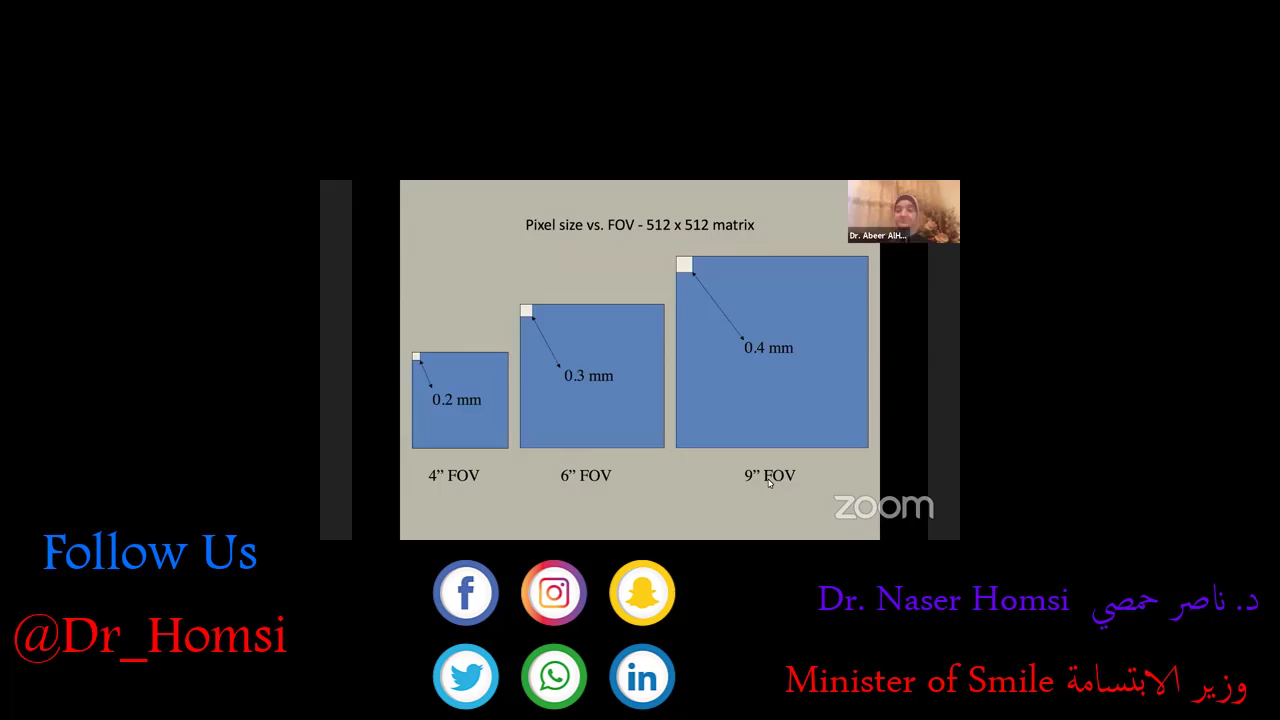 Pixel size vs. FOV - 512 x 512 matrix
Dr. Abeer AlH...
0.2 mm
0.3 mm
0.4 mm
4” FOV
6” FOV
9” FOV
zoom
Follow Us
@Dr_Homsi
f
in
Dr. Naser Homsi د. ناصر حمصي
Minister of Smile وزير الابتسامة